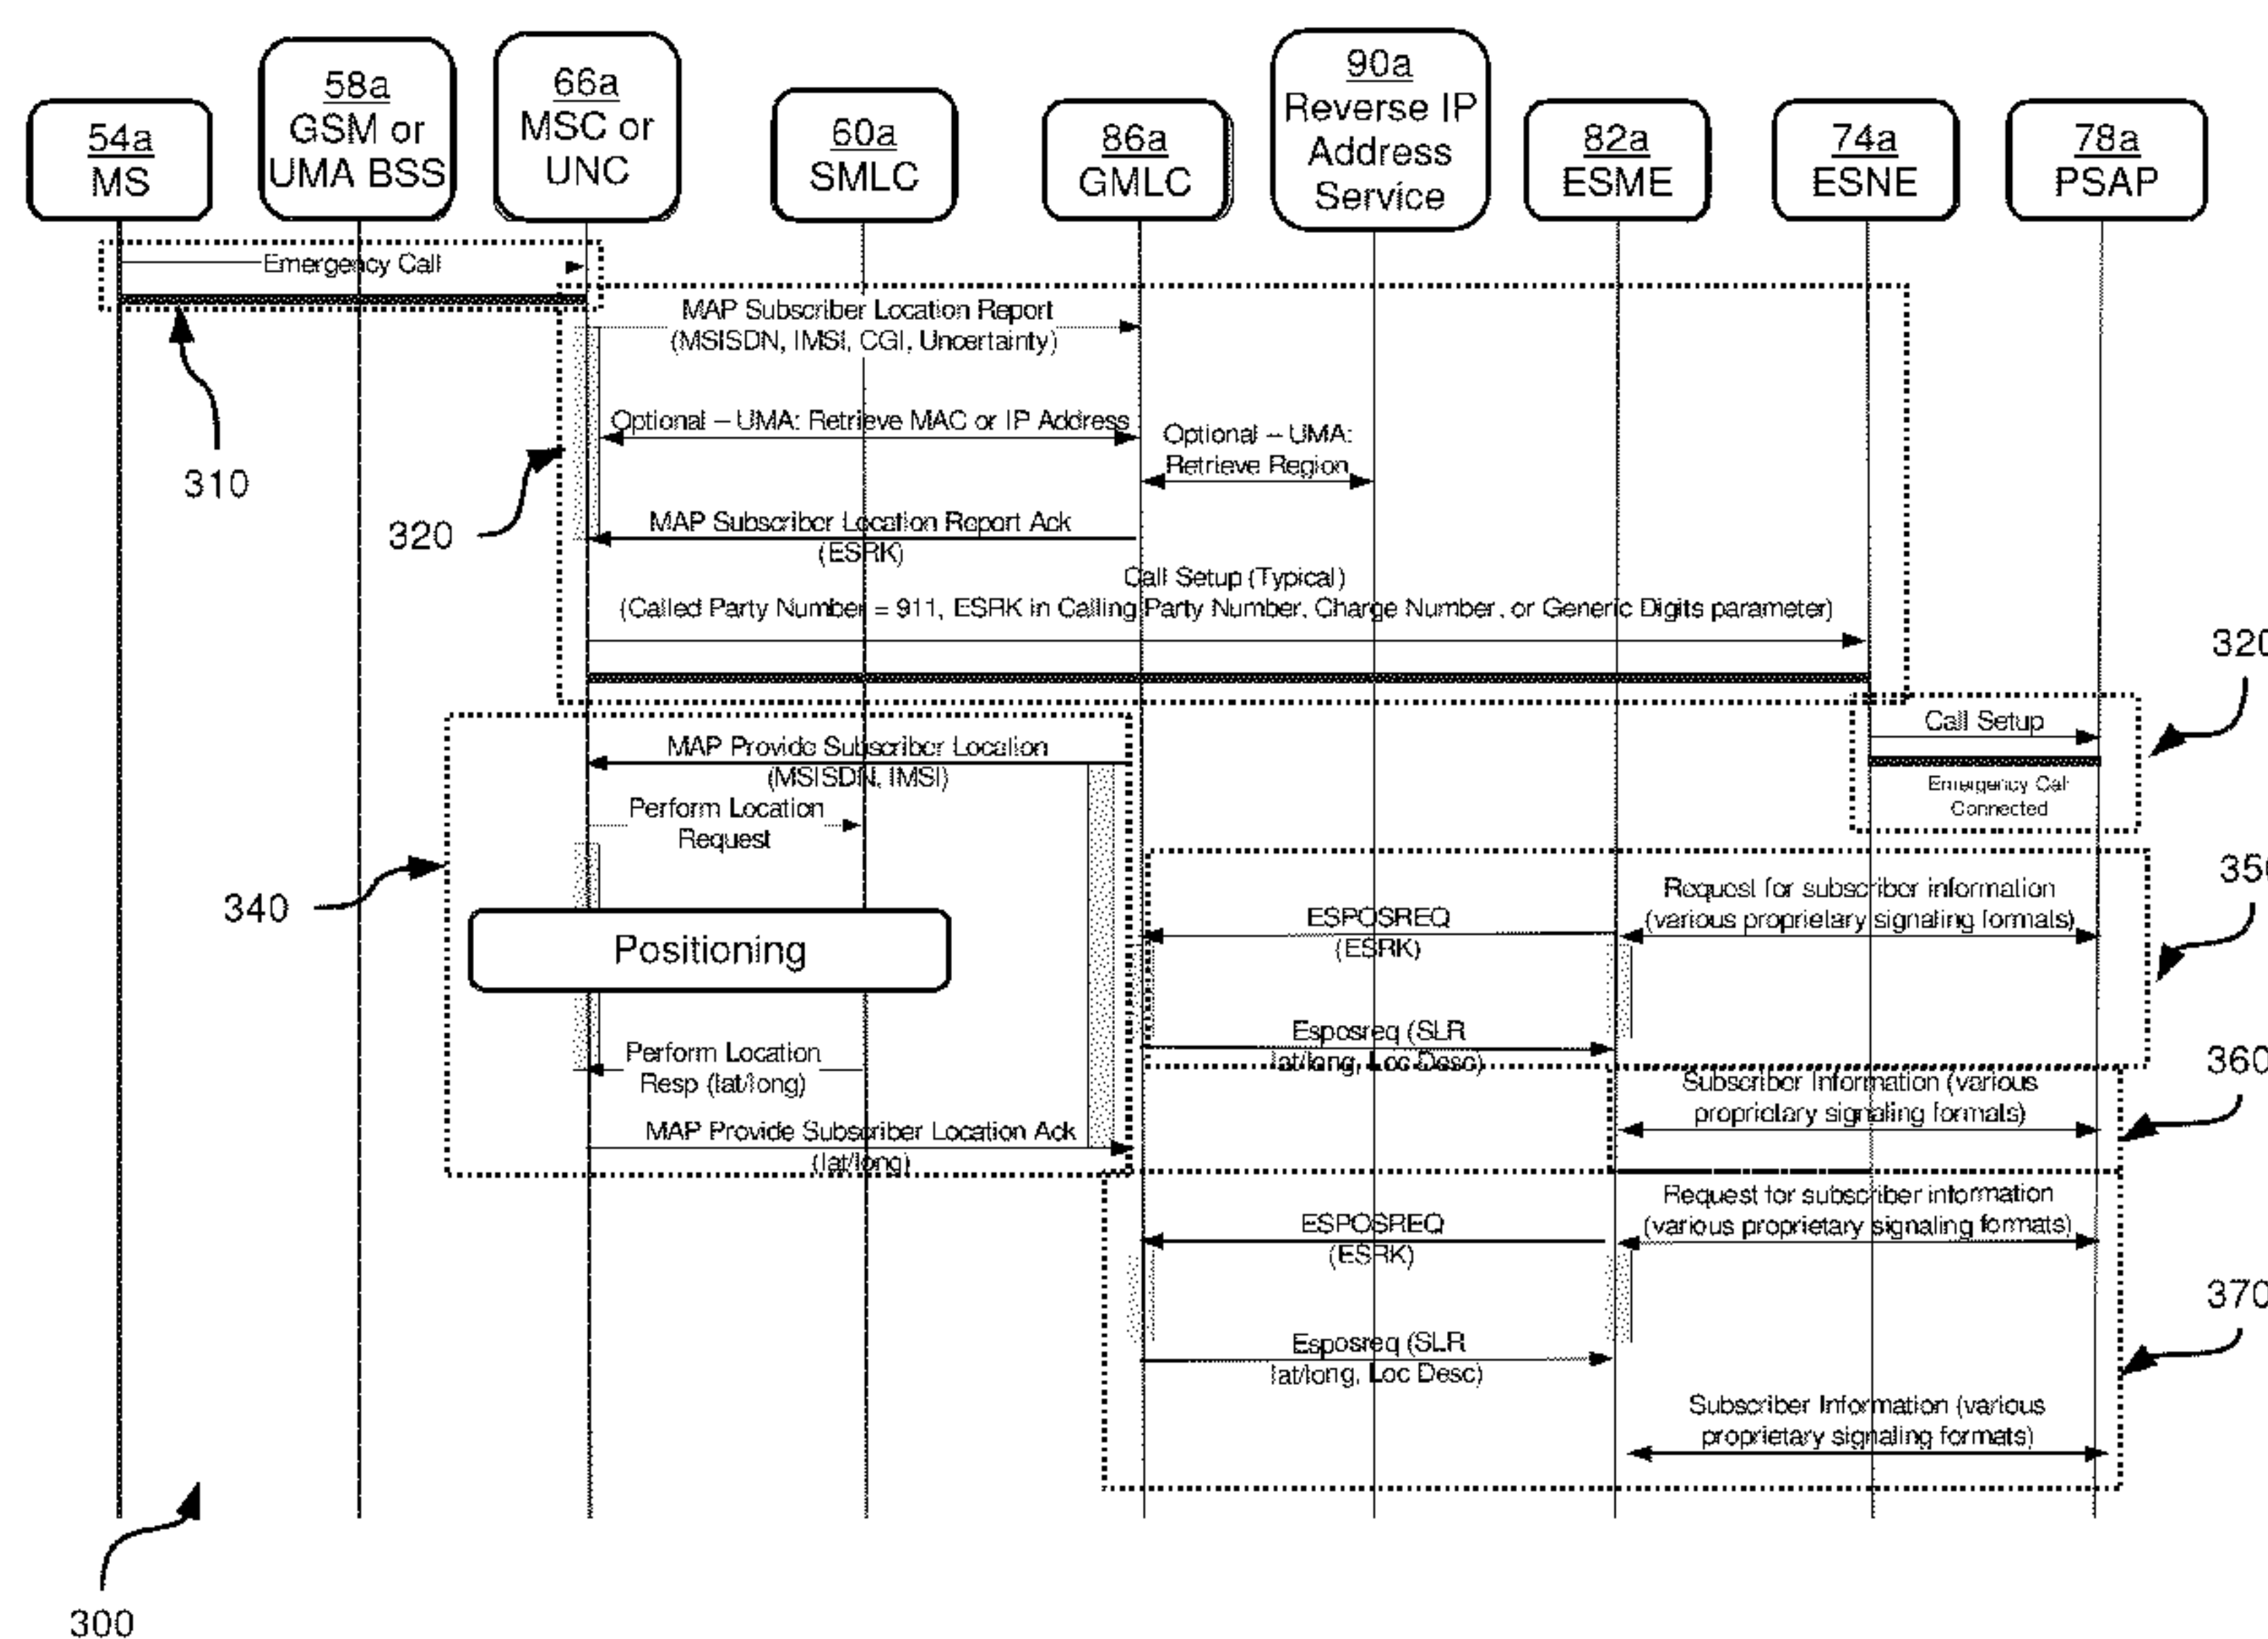 54a
MS
58a
GSM or
UMA BSS
66a
MSC or
UNC
60a
SMLC
86a
GMLC
90a
Reverse IP
Address
Service
82a
ESME
74a
ESNE
78a
PSAP
Emergency Call
310
MAP Subscriber Location Report
(MSISDN, IMSI, CGI, Uncertainty)
Optional – UMA: Retrieve MAC or IP Address
Optional – UMA:
Retrieve Region
320
MAP Subscriber Location Report Ack
(ESRK)
Call Setup (Typical)
(Called Party Number = 911, ESRK in Calling Party Number, Charge Number, or Generic Digits parameter)
320
Call Setup
Emergency Call
Connected
MAP Provide Subscriber Location
(MSISDN, IMSI)
Perform Location
Request
340
Positioning
Perform Location
Resp (lat/long)
MAP Provide Subscriber Location Ack
(lat/long)
350
Request for subscriber information
(various proprietary signaling formats)
ESPOSREQ
(ESRK)
Esposreq (SLR
lat/long, Loc Desc)
360
Subscriber Information (various
proprietary signaling formats)
Request for subscriber information
(various proprietary signaling formats)
ESPOSREQ
(ESRK)
370
Esposreq (SLR
lat/long, Loc Desc)
Subscriber Information (various
proprietary signaling formats)
300